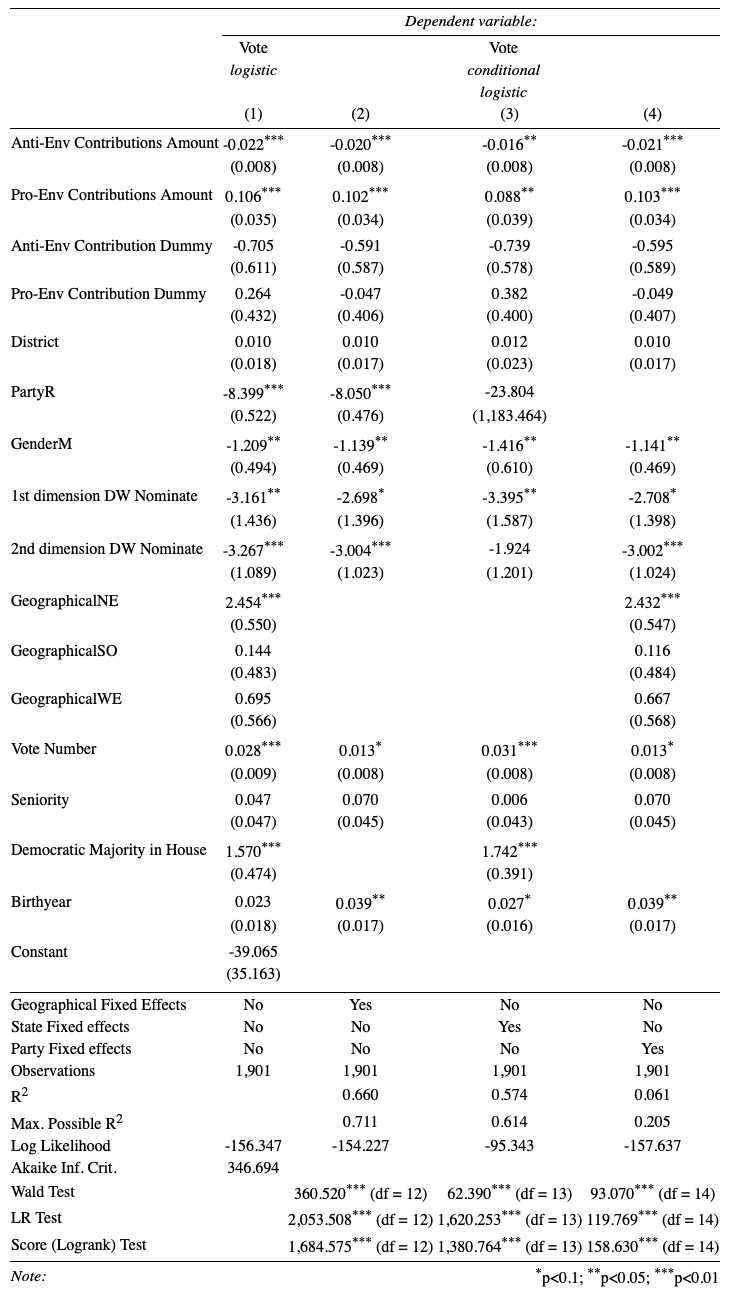 Dependent variable:
Vote Vote
logistic conditional
logistic
(1) (2) (3) (4)
Anti-Env Contributions Amount -0.022*** -0.020*** -0.016** -0.021***
(0.008) (0.008) (0.008) (0.008)
Pro-Env Contributions Amount 0.106*** 0.102*** 0.088** 0.103***
(0.035) (0.034) (0.039) (0.034)
Anti-Env Contribution Dummy -0.705 -0.591 -0.739 -0.595
(0.611) (0.587) (0.578) (0.589)
Pro-Env Contribution Dummy 0.264 -0.047 0.382 -0.049
(0.432) (0.406) (0.400) (0.407)
District 0.010 0.010 0.012 0.010
(0.018) (0.017) (0.023) (0.017)
PartyR -8.399*** -8.050*** -23.804
(0.522) (0.476) (1,183.464)
GenderM -1.209** -1.139** -1.416** -1.141**
(0.494) (0.469) (0.610) (0.469)
1st dimension DW Nominate -3.161** -2.698* -3.395** -2.708*
(1.436) (1.396) (1.587) (1.398)
2nd dimension DW Nominate -3.267*** -3.004*** -1.924 -3.002***
(1.089) (1.023) (1.201) (1.024)
GeographicalNE 2.454*** 2.432***
(0.550) (0.547)
GeographicalSO 0.144 0.116
(0.483) (0.484)
GeographicalWE 0.695 0.667
(0.566) (0.568)
Vote Number 0.028*** 0.013* 0.031*** 0.013*
(0.009) (0.008) (0.008) (0.008)
Seniority 0.047 0.070 0.006 0.070
(0.047) (0.045) (0.043) (0.045)
Democratic Majority in House 1.570*** 1.742***
(0.474) (0.391)
Birthyear 0.023 0.039** 0.027* 0.039**
(0.018) (0.017) (0.016) (0.017)
Constant -39.065
(35.163)
Geographical Fixed Effects No Yes No No
State Fixed effects No No Yes No
Party Fixed effects No No No Yes
Observations 1,901 1,901 1,901 1,901
R² 0.660 0.574 0.061
Max. Possible R² 0.711 0.614 0.205
Log Likelihood -156.347 -154.227 -95.343 -157.637
Akaike Inf. Crit. 346.694
Wald Test 360.520*** (df = 12) 62.390*** (df = 13) 93.070*** (df = 14)
LR Test 2,053.508*** (df = 12) 1,620.253*** (df = 13) 119.769*** (df = 14)
Score (Logrank) Test 1,684.575*** (df = 12) 1,380.764*** (df = 13) 158.630*** (df = 14)
Note: *p<0.1; **p<0.05; ***p<0.01